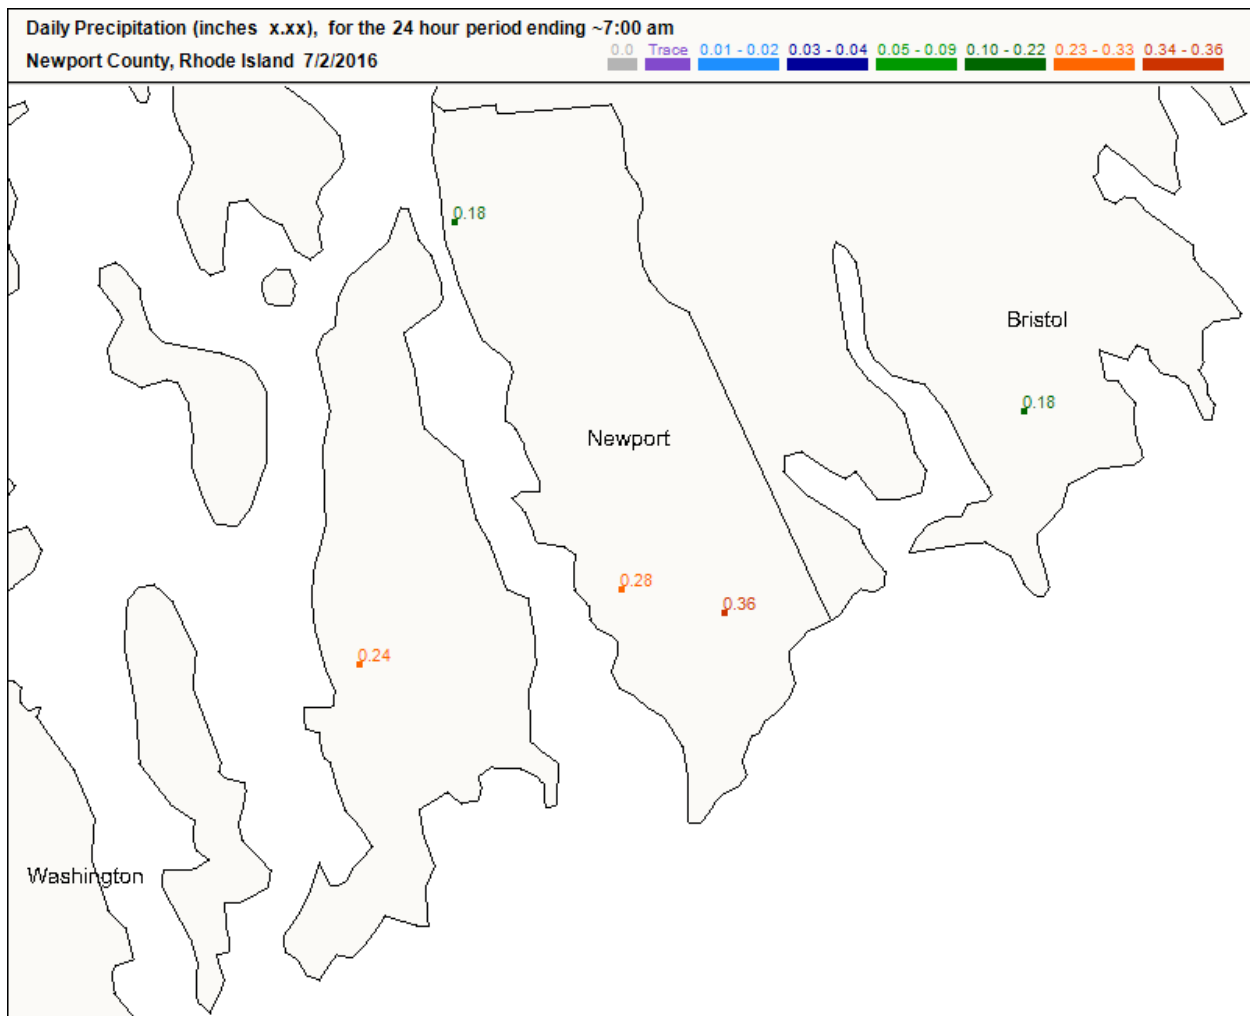 Daily Precipitation (inches x.xx), for the 24 hour period ending ~7:00 am
Newport County, Rhode Island 7/2/2016
0.0 Trace 0.01 - 0.02 0.03 - 0.04 0.05 - 0.09 0.10 - 0.22 0.23 - 0.33 0.34 - 0.36
0.18
Bristol
0.18
Newport
0.28
0.36
0.24
Washington